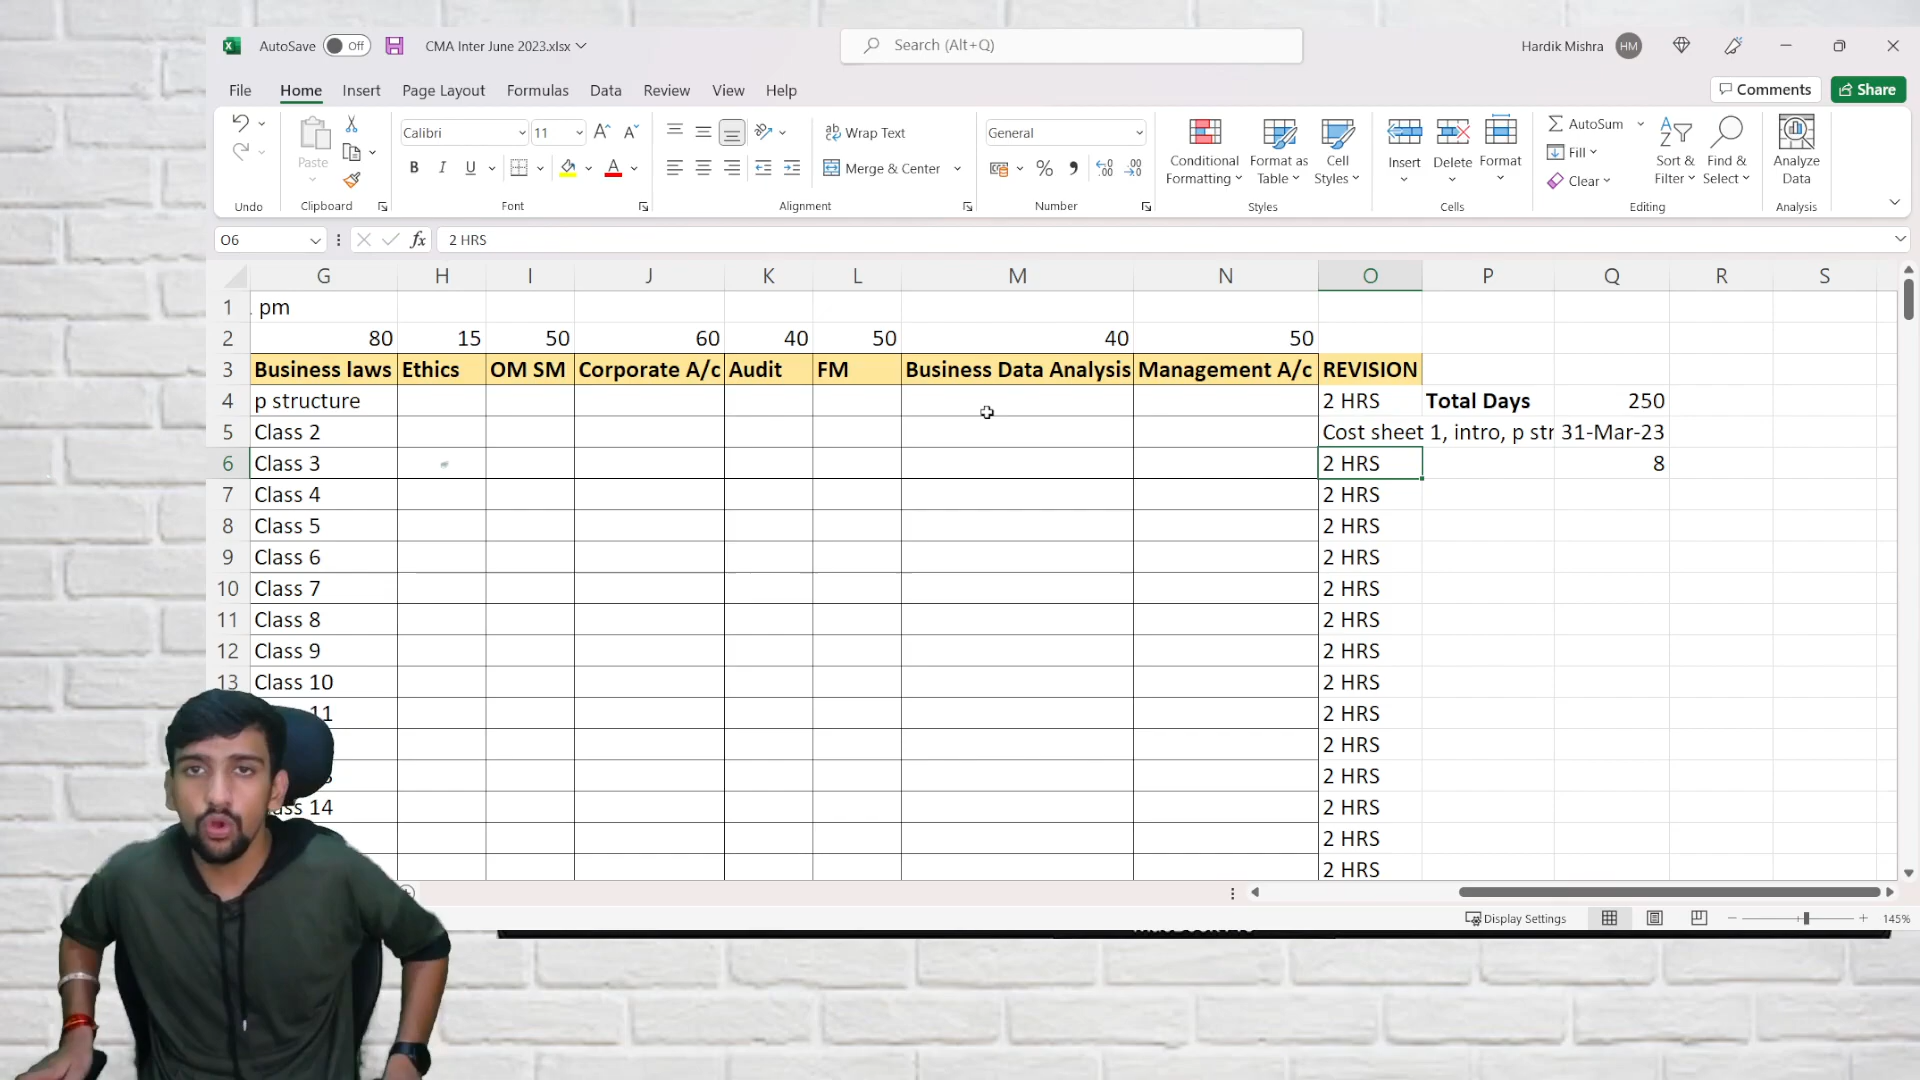 AutoSave Off CMA Inter June 2023.xlsx Search (Alt+Q) Hardik Mishra HM
File Home Insert Page Layout Formulas Data Review View Help Comments Share
Calibri 11 Wrap Text General AutoSum
Paste B I U Merge & Center % Conditional Formatting Format as Table Cell Styles Insert Delete Format Fill Clear Sort & Filter Find & Select Analyze Data
Undo Clipboard Font Alignment Number Styles Cells Editing Analysis
O6 fx 2 HRS
G H I J K L M N O P Q R S
1 pm
2 80 15 50 60 40 50 40 50
3 Business laws Ethics OM SM Corporate A/c Audit FM Business Data Analysis Management A/c REVISION
4 p structure 2 HRS Total Days 250
5 Class 2 Cost sheet 1, intro, p str 31-Mar-23
6 Class 3 2 HRS 8
7 Class 4 2 HRS
8 Class 5 2 HRS
9 Class 6 2 HRS
10 Class 7 2 HRS
11 Class 8 2 HRS
12 Class 9 2 HRS
13 Class 10 2 HRS
11 2 HRS
2 HRS
2 HRS
14 2 HRS
2 HRS
2 HRS
Display Settings 145%